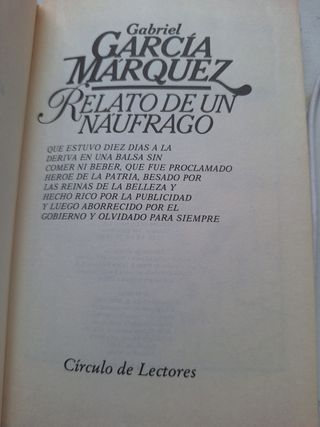 Gabriel
GARCÍA
MÁRQUEZ
RELATO DE UN
NÁUFRAGO
QUE ESTUVO DIEZ DIAS A LA
DERIVA EN UNA BALSA SIN
COMER NI BEBER, QUE FUE PROCLAMADO
HEROE DE LA PATRIA, BESADO POR
LAS REINAS DE LA BELLEZA Y
HECHO RICO POR LA PUBLICIDAD
Y LUEGO ABORRECIDO POR EL
GOBIERNO Y OLVIDADO PARA SIEMPRE
Círculo de Lectores